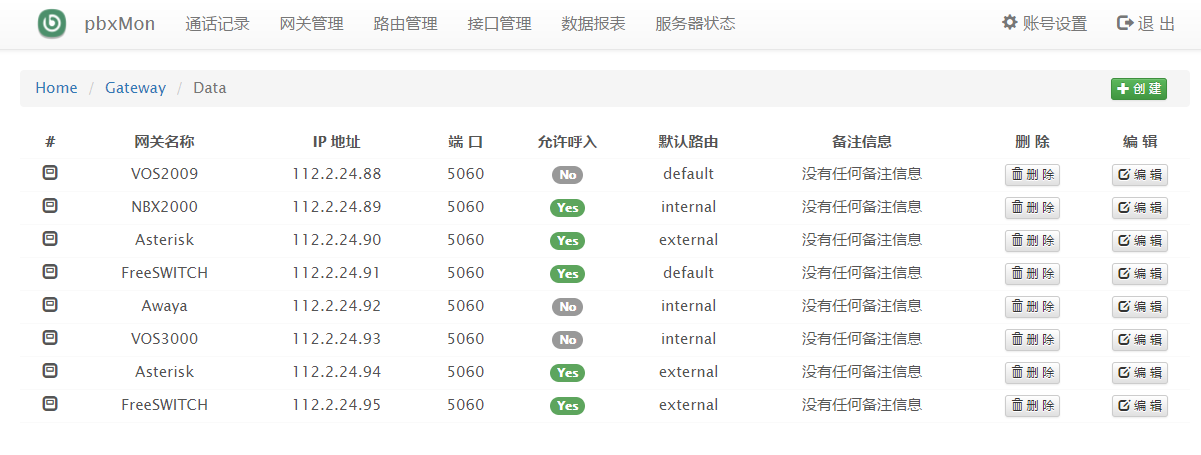 pbxMon 通话记录 网关管理 路由管理 接口管理 数据报表 服务器状态 账号设置 退 出
Home / Gateway / Data 创 建
# 网关名称 IP 地址 端 口 允许呼入 默认路由 备注信息 删 除 编 辑
VOS2009 112.2.24.88 5060 No default 没有任何备注信息 删 除 编 辑
NBX2000 112.2.24.89 5060 Yes internal 没有任何备注信息 删 除 编 辑
Asterisk 112.2.24.90 5060 Yes external 没有任何备注信息 删 除 编 辑
FreeSWITCH 112.2.24.91 5060 Yes default 没有任何备注信息 删 除 编 辑
Awaya 112.2.24.92 5060 No internal 没有任何备注信息 删 除 编 辑
VOS3000 112.2.24.93 5060 No internal 没有任何备注信息 删 除 编 辑
Asterisk 112.2.24.94 5060 Yes external 没有任何备注信息 删 除 编 辑
FreeSWITCH 112.2.24.95 5060 Yes external 没有任何备注信息 删 除 编 辑